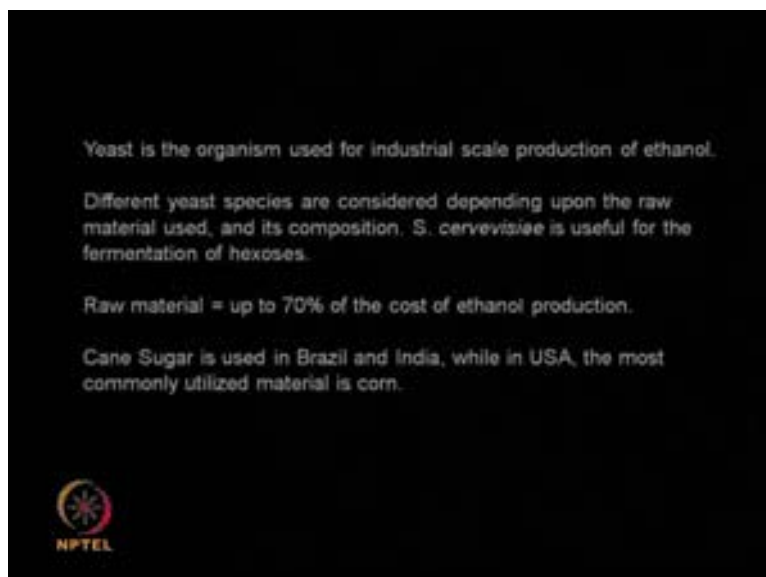 Yeast is the organism used for industrial scale production of ethanol.
Different yeast species are considered depending upon the raw
material used, and its composition. S. cervevisiae is useful for the
fermentation of hexoses.
Raw material = up to 70% of the cost of ethanol production.
Cane Sugar is used in Brazil and India, while in USA, the most
commonly utilized material is corn.
NPTEL